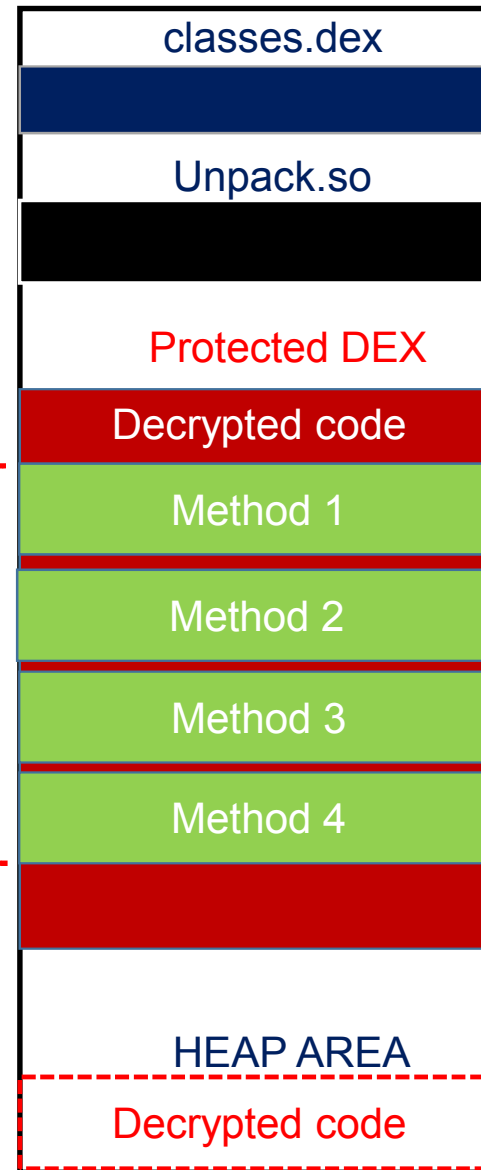 classes.dex
Unpack.so
Protected DEX
Decrypted code
Method 1
Method 2
Method 3
Method 4
HEAP AREA
Decrypted code